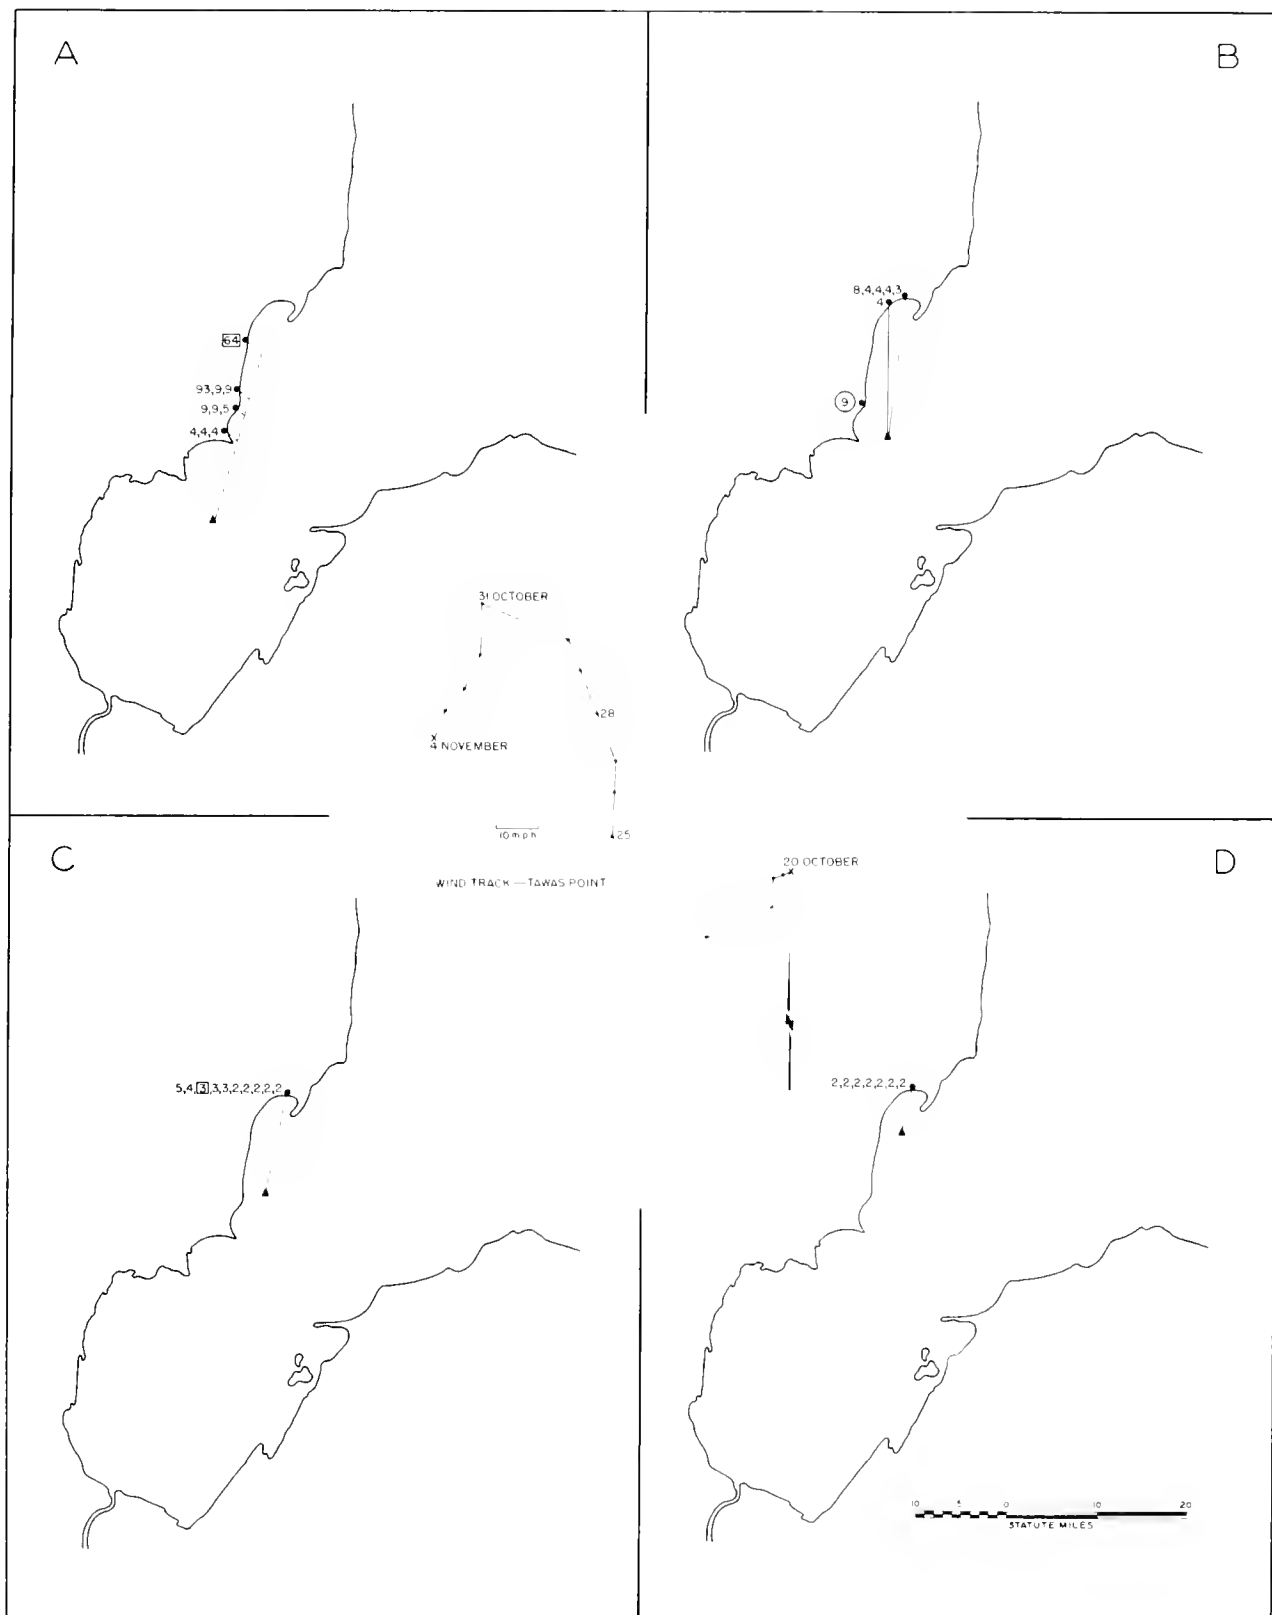 A
B
8,4,4,4,3
4
64
93,9,9
9,9,5
9
4,4,4
31 OCTOBER
28
4 NOVEMBER
10 m.p.h
25
WIND TRACK — TAWAS POINT
C
D
20 OCTOBER
5,4,3,3,3,2,2,2,2,2
2,2,2,2,2,2,2
10 5 0 10 20
STATUTE MILES